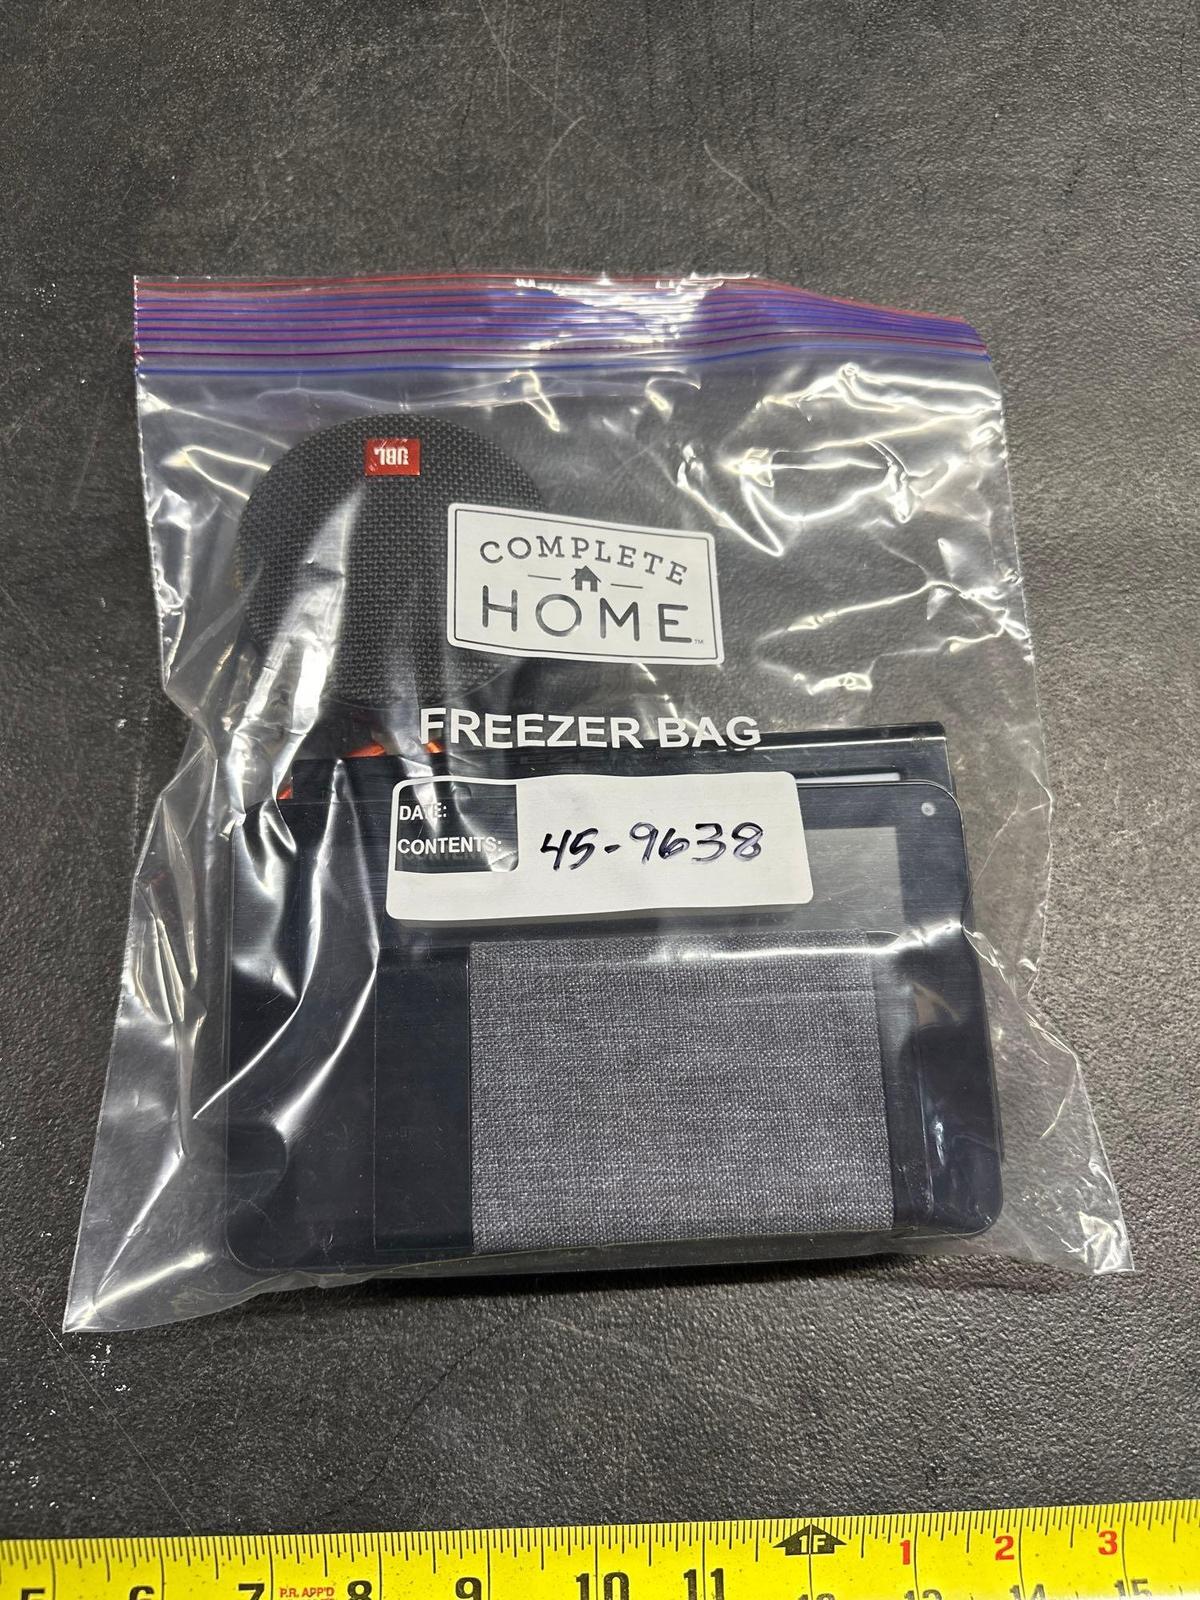 JBL
COMPLETE
HOME™
FREEZER BAG
DATE:
CONTENTS:
45-9638
1F 1 2 3
5 6 7 P.R. APP'D 8 9 10 11 12 13 14 15